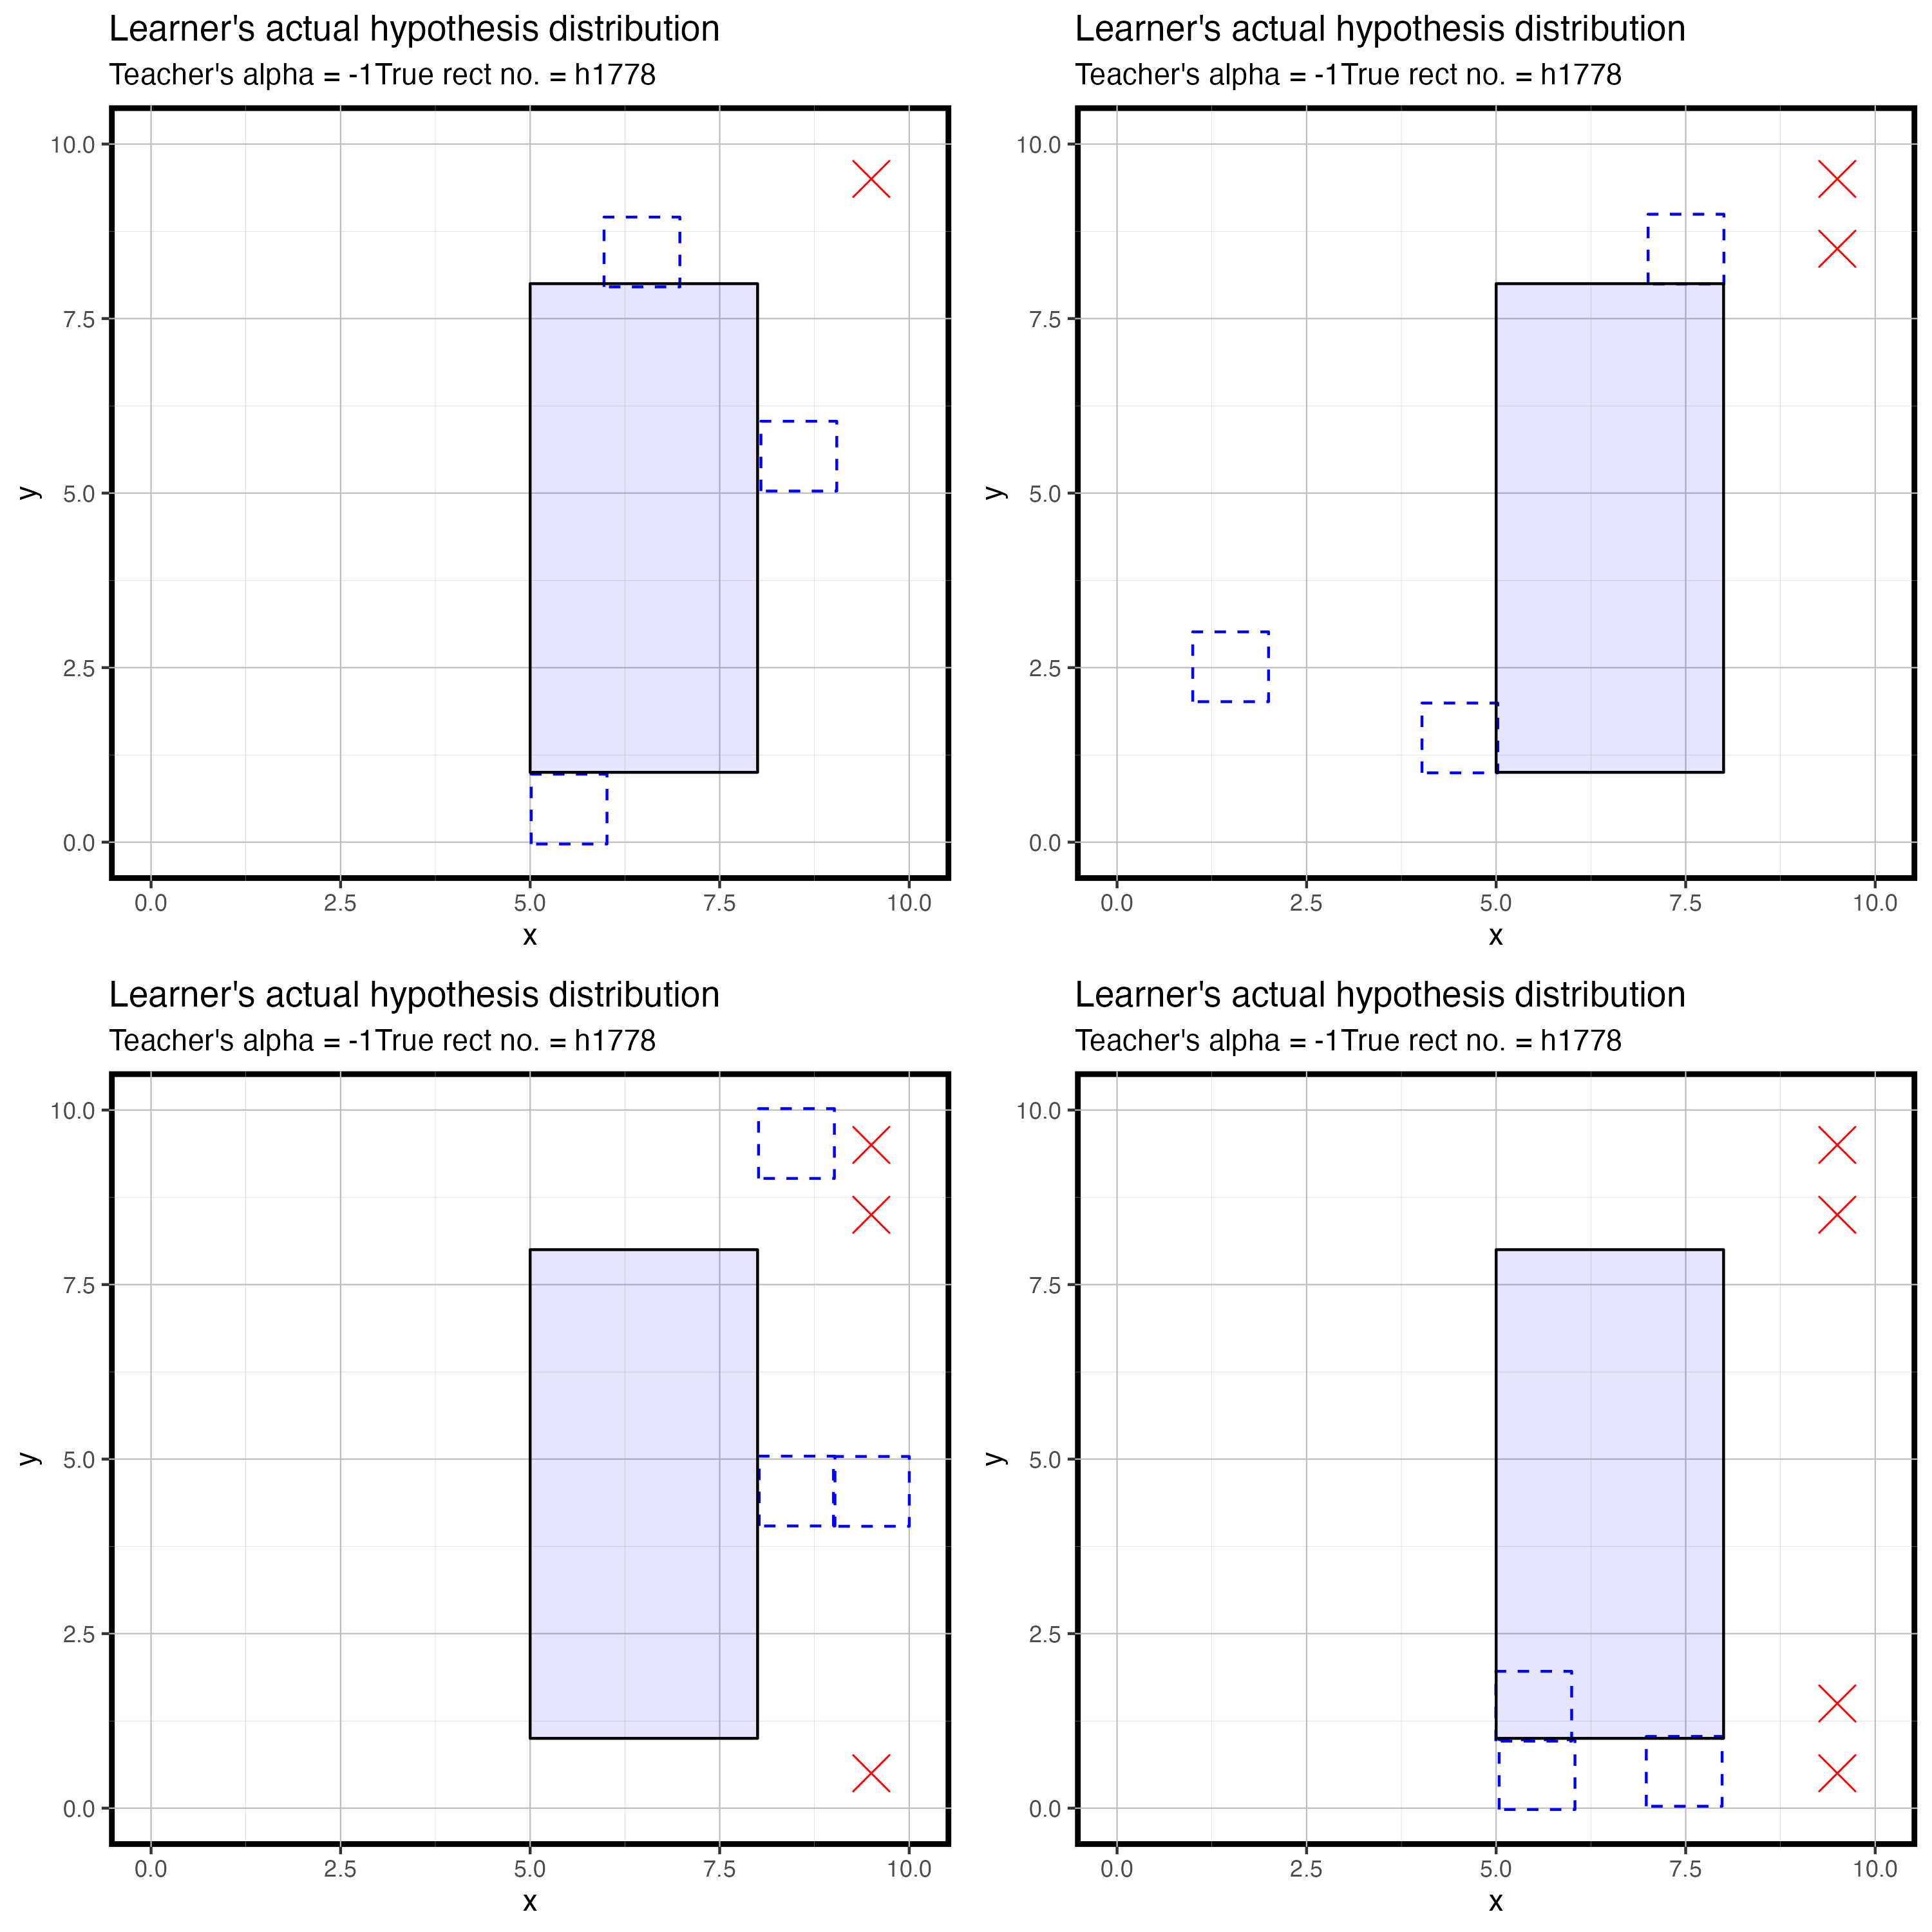 Learner's actual hypothesis distribution
Teacher's alpha = -1True rect no. = h1778
10.0
7.5
5.0
2.5
0.0
y
0.0 2.5 5.0 7.5 10.0
x
Learner's actual hypothesis distribution
Teacher's alpha = -1True rect no. = h1778
10.0
7.5
5.0
2.5
0.0
y
0.0 2.5 5.0 7.5 10.0
x
Learner's actual hypothesis distribution
Teacher's alpha = -1True rect no. = h1778
10.0
7.5
5.0
2.5
0.0
y
0.0 2.5 5.0 7.5 10.0
x
Learner's actual hypothesis distribution
Teacher's alpha = -1True rect no. = h1778
10.0
7.5
5.0
2.5
0.0
y
0.0 2.5 5.0 7.5 10.0
x